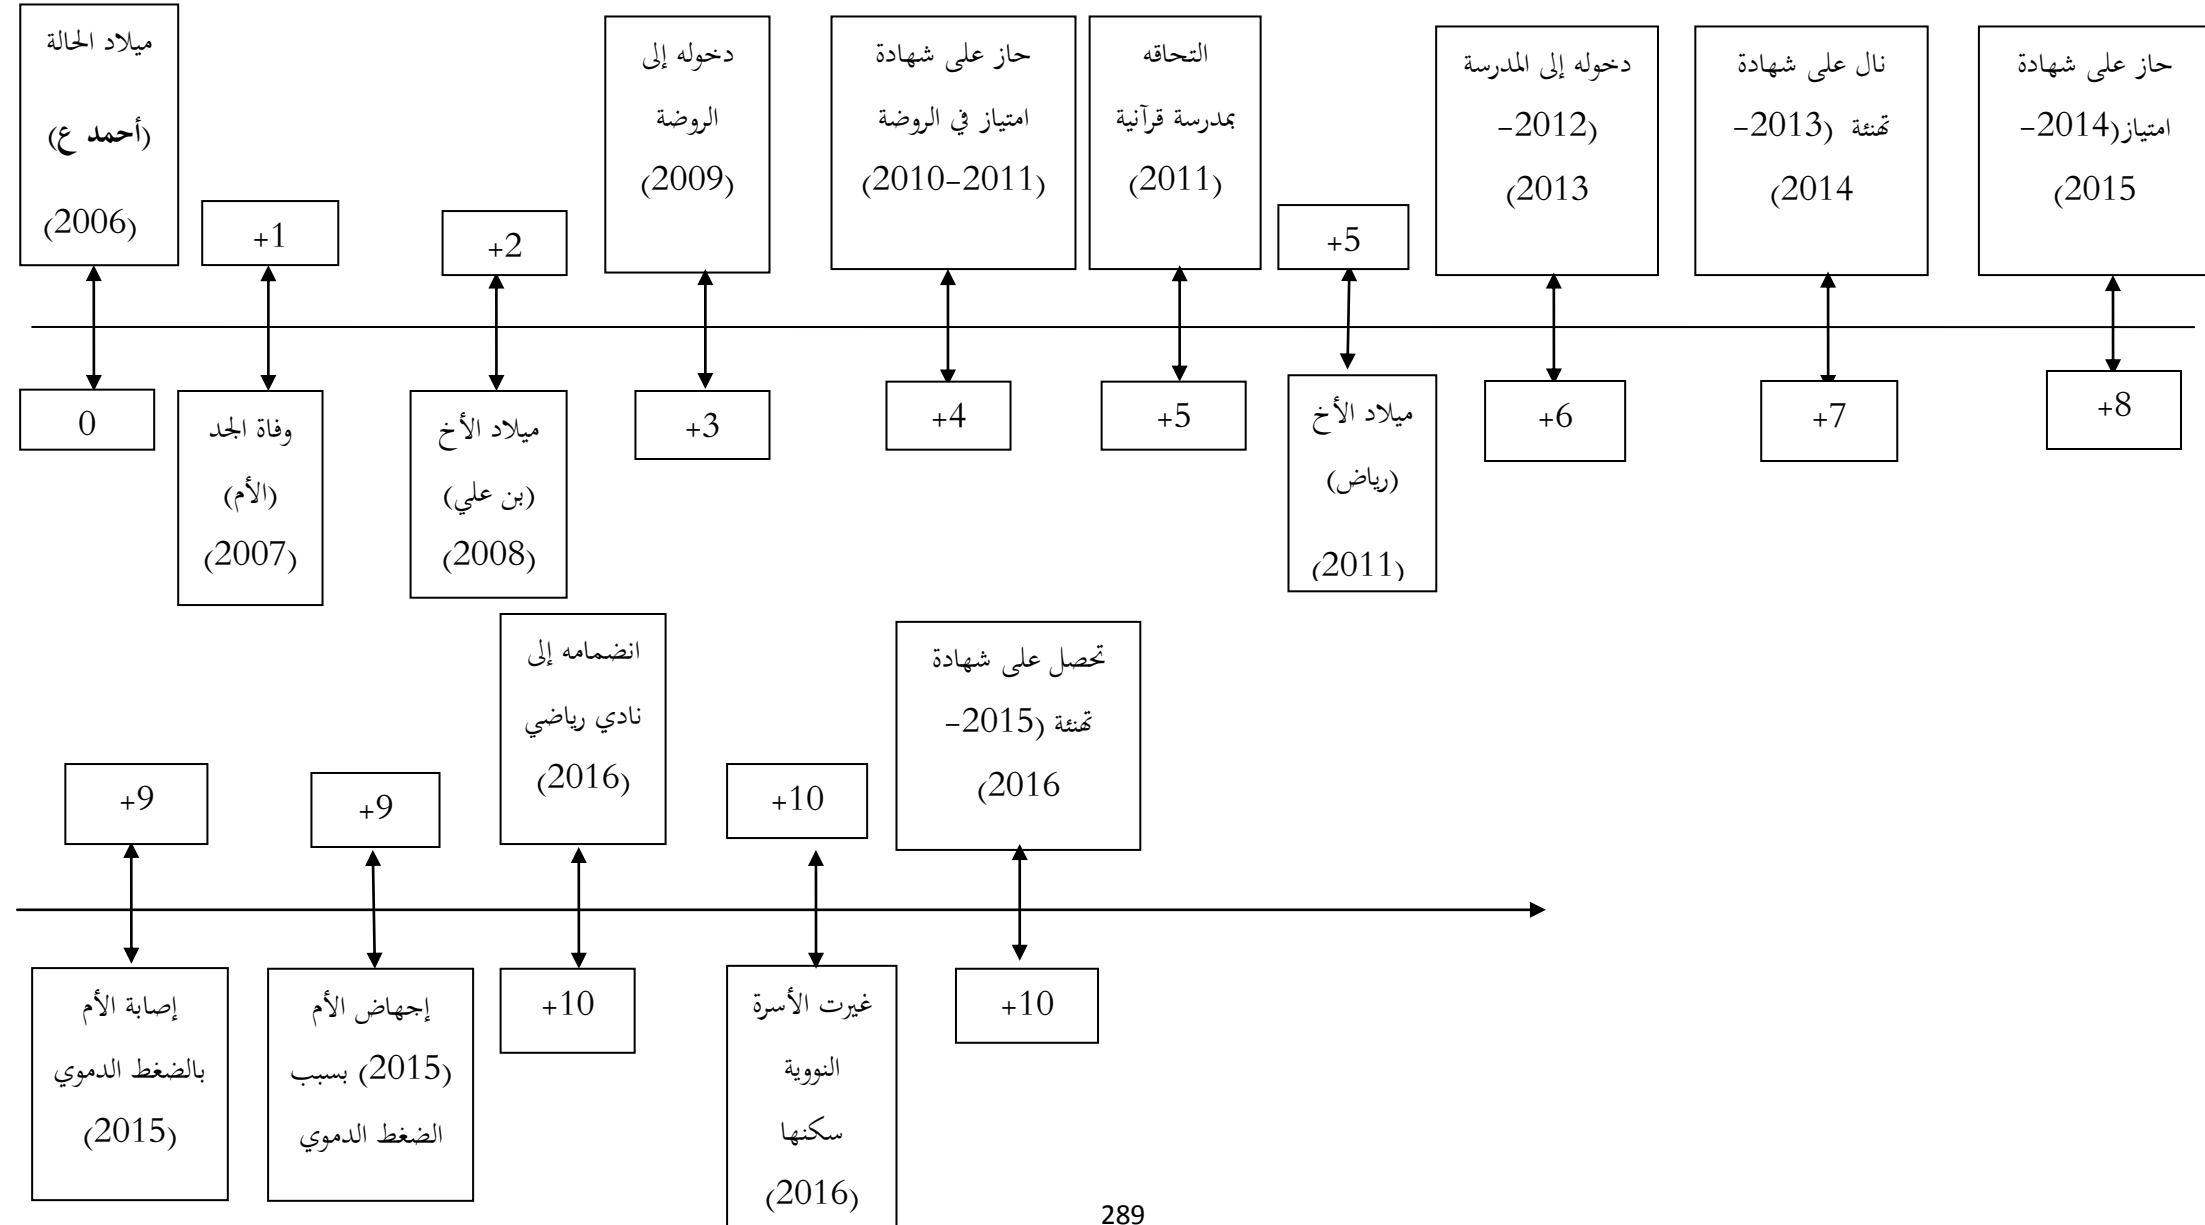 ميلاد الحالة
(أحمد ع)
(2006)
0
+1
وفاة الجد
(الأم)
(2007)
+2
ميلاد الأخ
(بن علي)
(2008)
دخوله إلى
الروضة
(2009)
+3
حاز على شهادة
امتياز في الروضة
(2010-2011)
+4
التحاقه
بمدرسة قرآنية
(2011)
+5
+5
ميلاد الأخ
(رياض)
(2011)
دخوله إلى المدرسة
(2012-
2013)
+6
نال على شهادة
تهنئة (2013-
2014)
+7
حاز على شهادة
امتياز(2014-
2015)
+8
+9
إصابة الأم
بالضغط الدموي
(2015)
+9
إجهاض الأم
(2015) بسبب
الضغط الدموي
انضمامه إلى
نادي رياضي
(2016)
+10
+10
غيرت الأسرة
النووية
سكنها
(2016)
تحصل على شهادة
تهنئة (2015-
2016)
+10
289